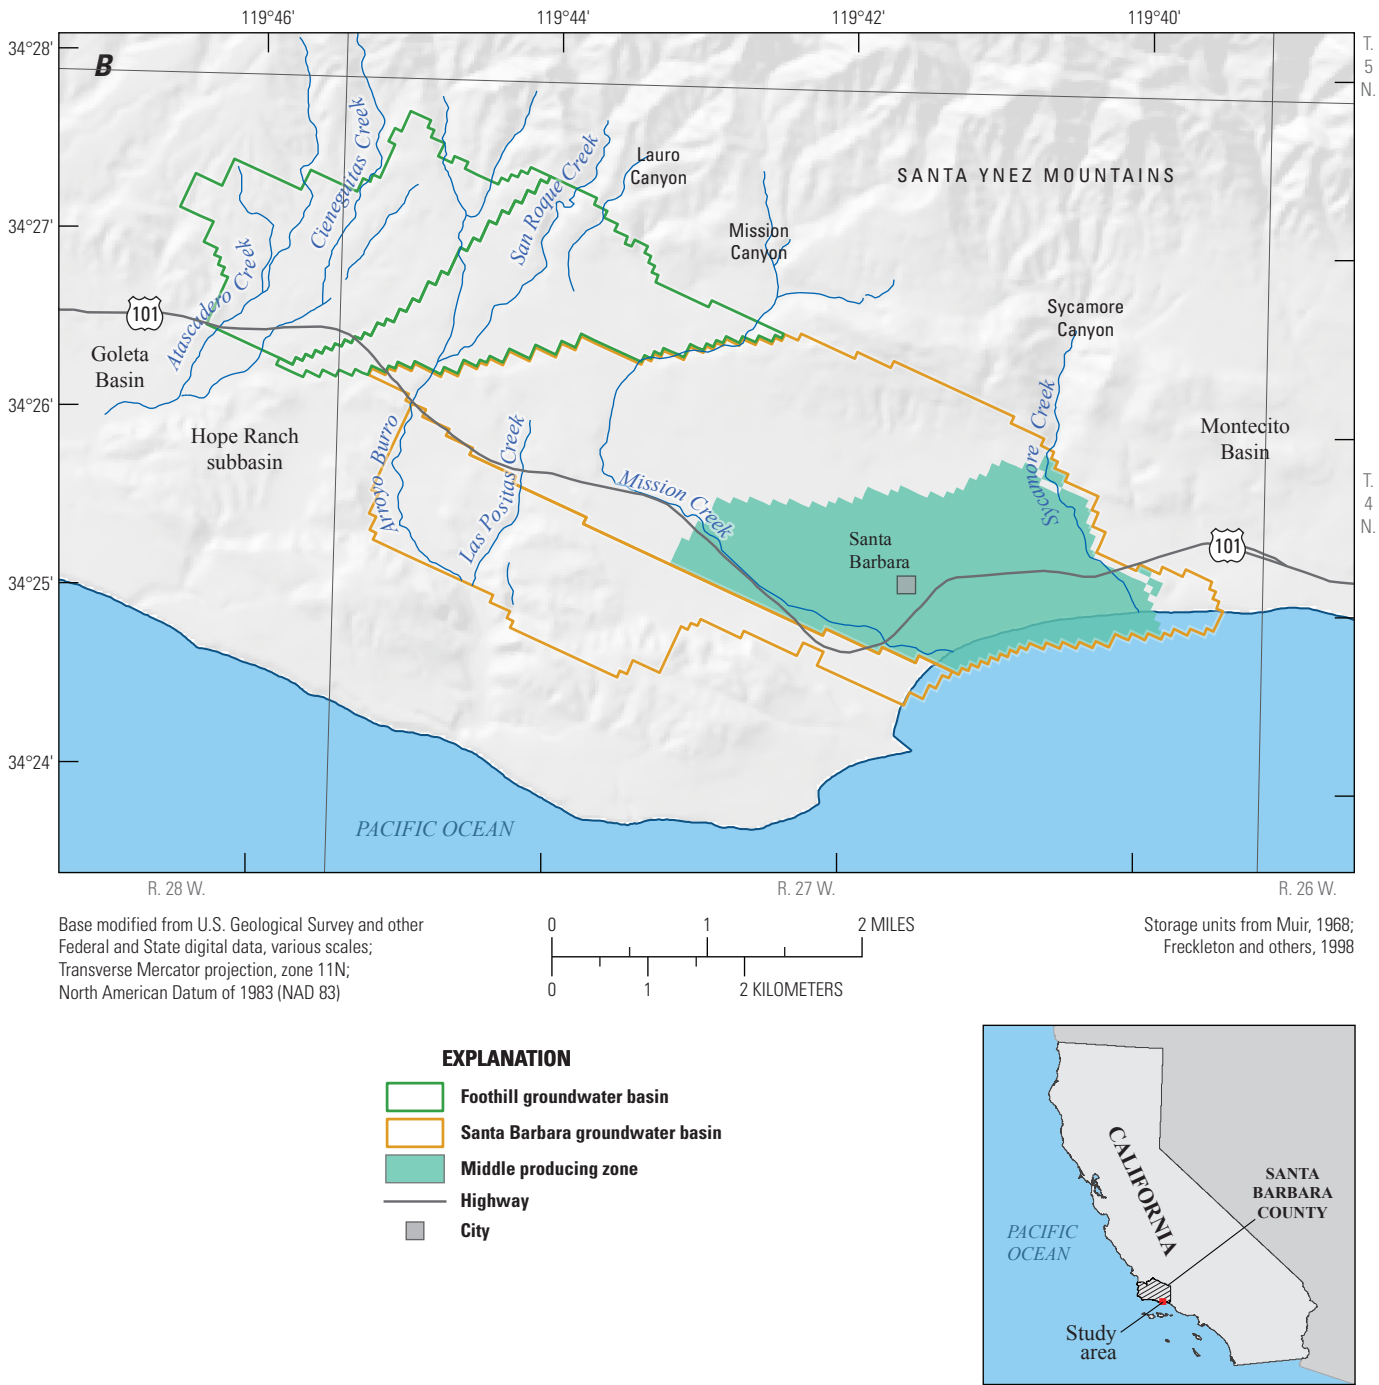 119°46'
119°44'
119°42'
119°40'
34°28'
34°27'
34°26'
34°25'
34°24'
T.
5
N.
T.
4
N.
B
Cieneguitas Creek
San Roque Creek
Lauro
Canyon
SANTA YNEZ MOUNTAINS
Mission
Canyon
Atascadero Creek
101
Goleta
Basin
Sycamore
Canyon
Sycamore Creek
Montecito
Basin
Hope Ranch
subbasin
Arroyo Burro
Las Positas Creek
Mission Creek
Santa
Barbara
101
PACIFIC OCEAN
R. 28 W.
R. 27 W.
R. 26 W.
Base modified from U.S. Geological Survey and other
Federal and State digital data, various scales;
Transverse Mercator projection, zone 11N;
North American Datum of 1983 (NAD 83)
0 1 2 MILES
0 1 2 KILOMETERS
Storage units from Muir, 1968;
Freckleton and others, 1998
EXPLANATION
Foothill groundwater basin
Santa Barbara groundwater basin
Middle producing zone
Highway
City
CALIFORNIA
SANTA
BARBARA
COUNTY
PACIFIC
OCEAN
Study
area